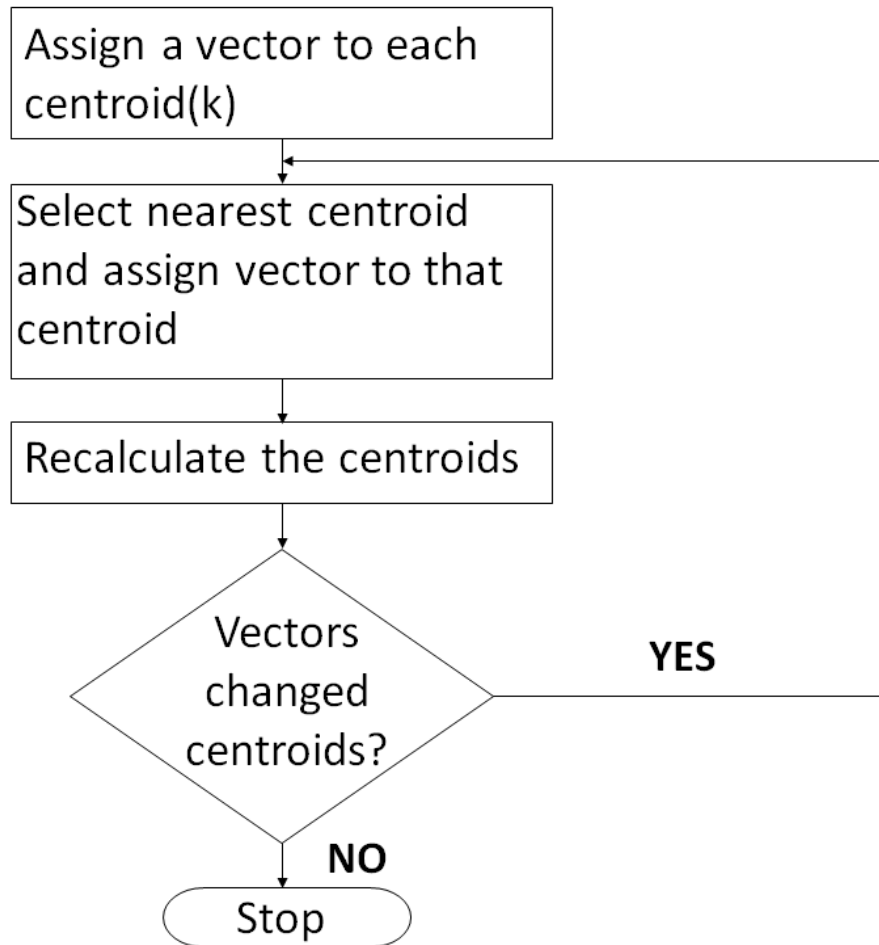 Assign a vector to each
centroid(k)
Select nearest centroid
and assign vector to that
centroid
Recalculate the centroids
Vectors
changed
centroids?
YES
NO
Stop